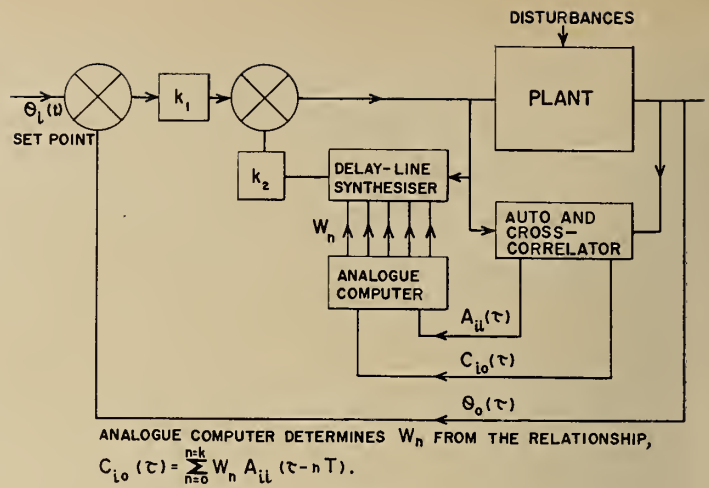 DISTURBANCES
PLANT
θi(t)
SET POINT
k1
k2
DELAY-LINE
SYNTHESISER
Wn
ANALOGUE
COMPUTER
AUTO AND
CROSS-
CORRELATOR
Aii(τ)
Cio(τ)
θo(τ)
ANALOGUE COMPUTER DETERMINES Wn FROM THE RELATIONSHIP,
Cio(τ) = Σ n=0 n=k Wn Aii (τ-nT).